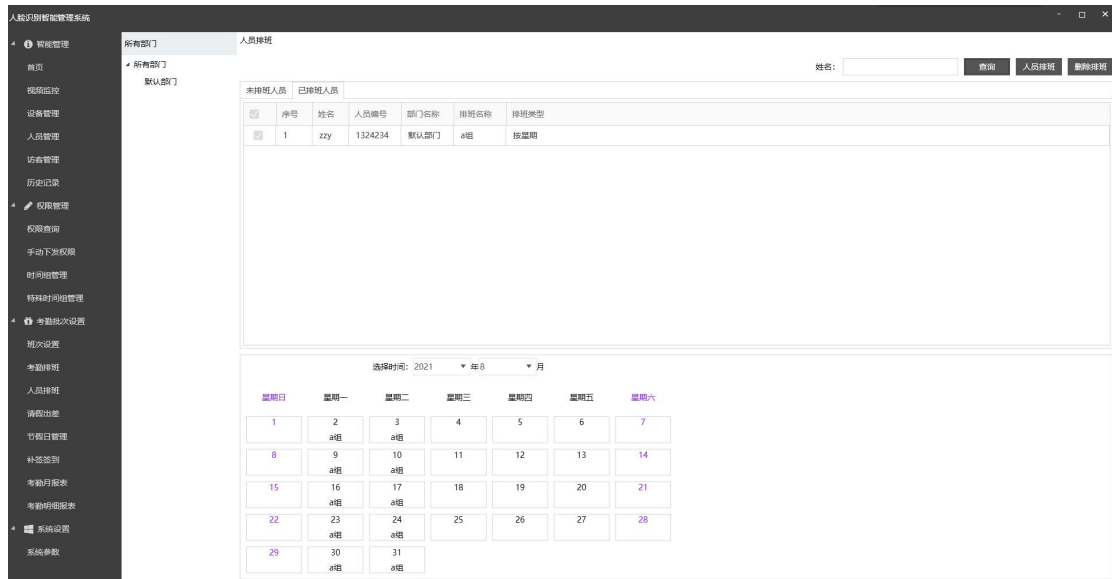 人脸识别智能管理系统
智能管理
首页
视频监控
设备管理
人员管理
访客管理
历史记录
权限管理
权限查询
手动下发权限
时间组管理
特殊时间组管理
考勤批次设置
班次设置
考勤排班
人员排班
请假出差
节假日管理
补签签到
考勤月报表
考勤明细报表
系统设置
系统参数
所有部门
所有部门
默认部门
人员排班
姓名: 查询 人员排班 删除排班
未排班人员 已排班人员
序号 姓名 人员编号 部门名称 排班名称 排班类型
1 zzy 1324234 默认部门 a组 按星期
选择时间: 2021 年 8 月
星期日 星期一 星期二 星期三 星期四 星期五 星期六
1 2 3 4 5 6 7
a组 a组
8 9 10 11 12 13 14
a组 a组
15 16 17 18 19 20 21
a组 a组
22 23 24 25 26 27 28
a组 a组
29 30 31
a组 a组